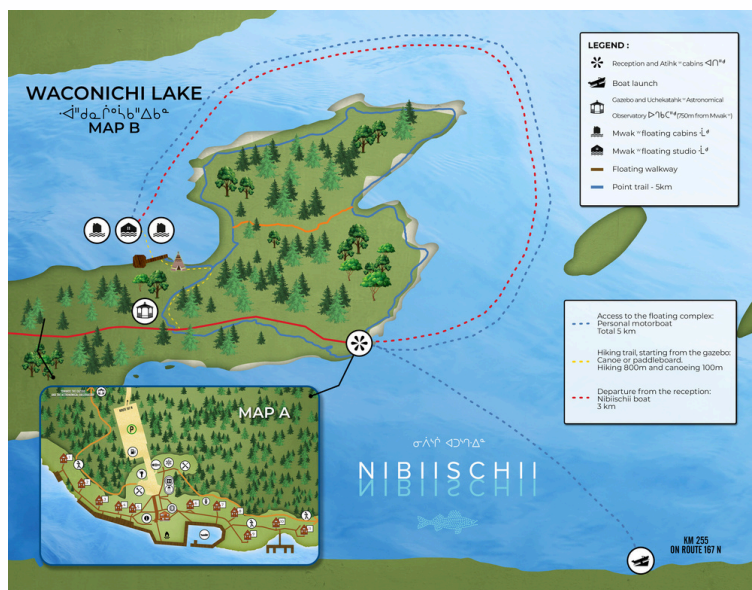 WACONICHI LAKE
MAP B
LEGEND :
Reception and Atihk ᵂ cabins ᐊᑎᐦᒄ
Boat launch
Gazebo and Uchekatahk ᵂ Astronomical
Observatory (750m from Mwak ᵂ)
Mwak ᵂ floating cabins
Mwak ᵂ floating studio
Floating walkway
Point trail - 5km
Access to the floating complex:
Personal motorboat
Total 5 km
Hiking trail, starting from the gazebo:
Canoe or paddleboard.
Hiking 800m and canoeing 100m
Departure from the reception:
Nibiischii boat
3 km
MAP A
P
NIBIISCHII
KM 255
ON ROUTE 167 N